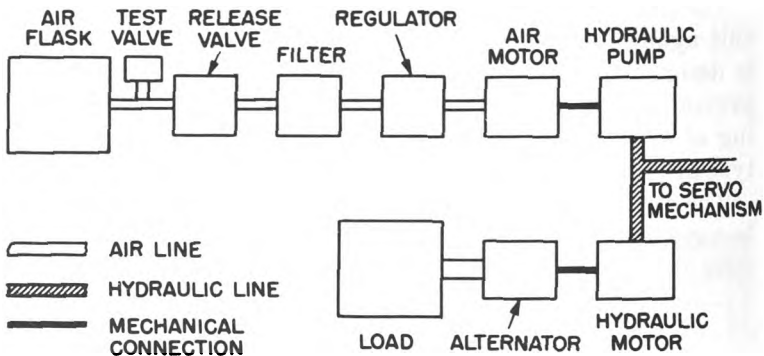 AIR
FLASK
TEST
VALVE
RELEASE
VALVE
FILTER
REGULATOR
AIR
MOTOR
HYDRAULIC
PUMP
TO SERVO
MECHANISM
AIR LINE
HYDRAULIC LINE
MECHANICAL
CONNECTION
LOAD
ALTERNATOR
HYDRAULIC
MOTOR